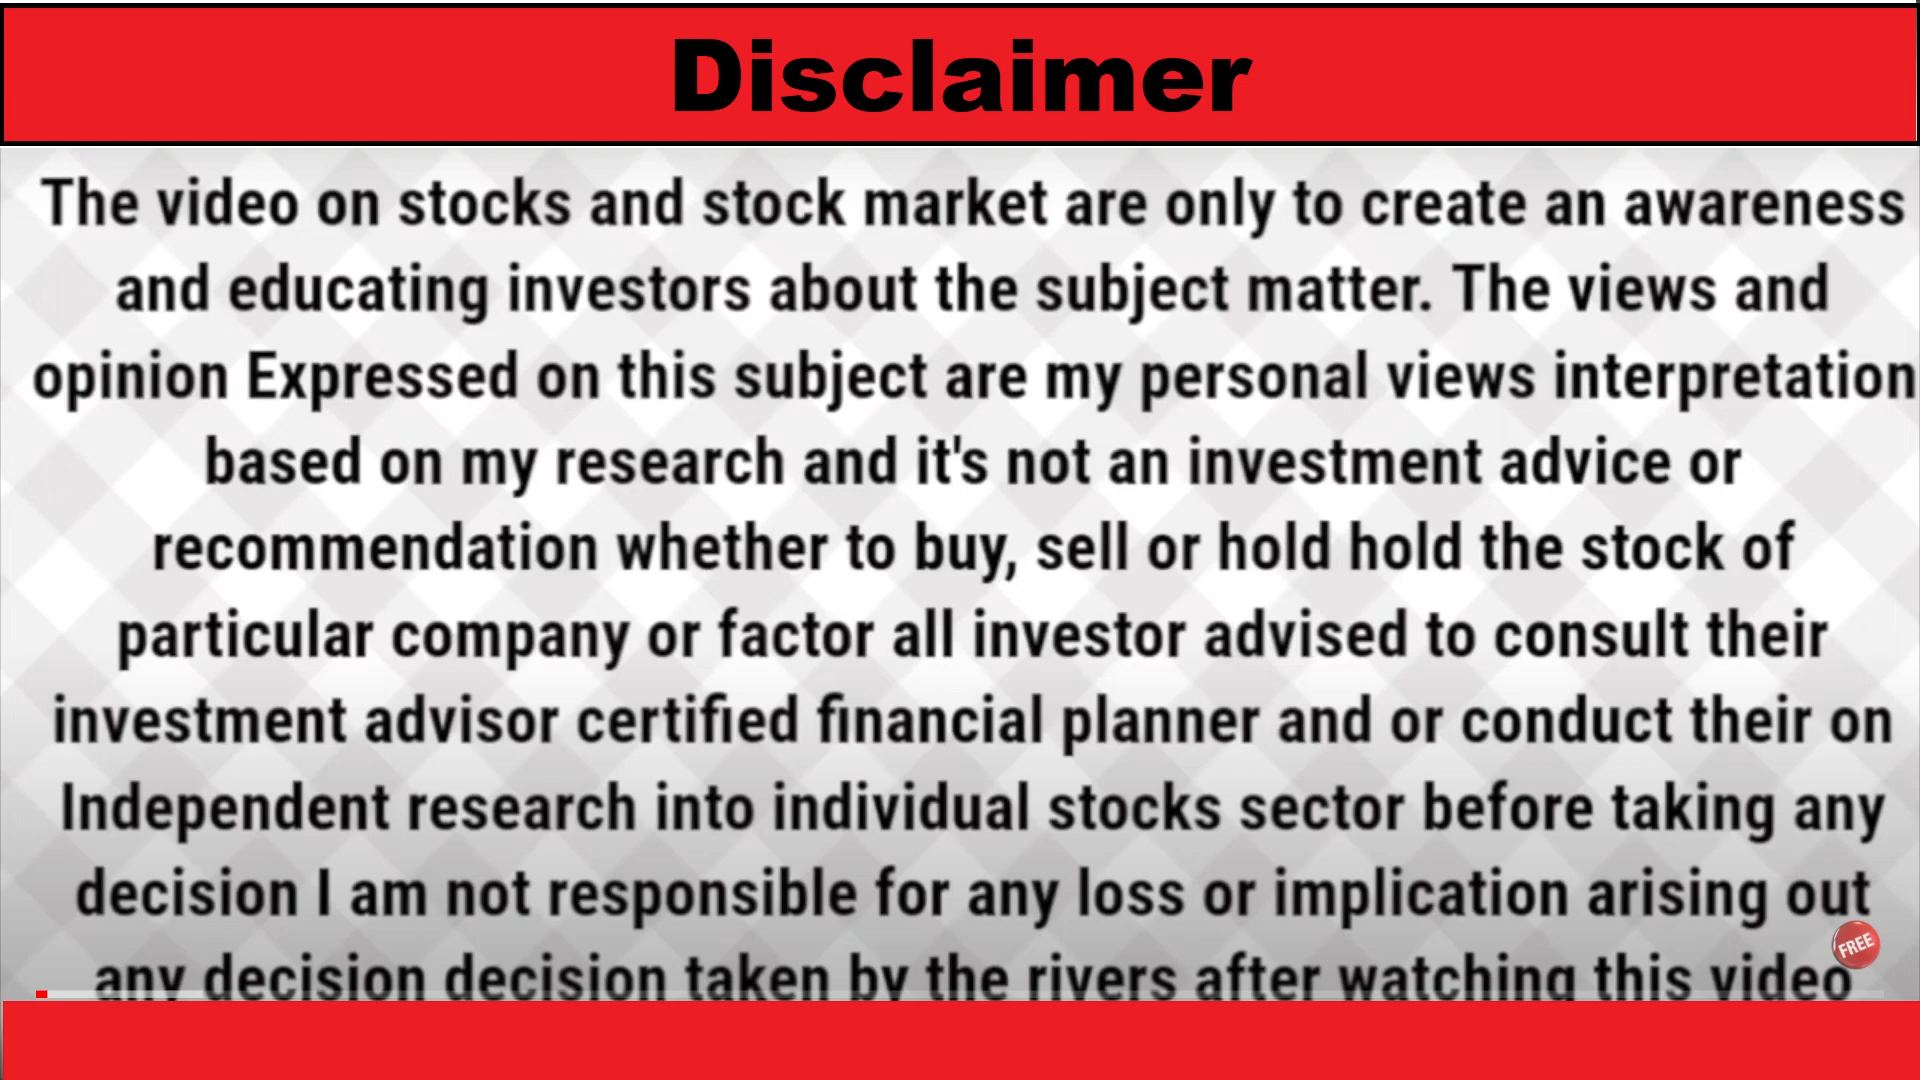 Disclaimer
The video on stocks and stock market are only to create an awareness
and educating investors about the subject matter. The views and
opinion Expressed on this subject are my personal views interpretation
based on my research and it's not an investment advice or
recommendation whether to buy, sell or hold hold the stock of
particular company or factor all investor advised to consult their
investment advisor certified financial planner and or conduct their on
Independent research into individual stocks sector before taking any
decision I am not responsible for any loss or implication arising out
FREE
any decision decision taken by the rivers after watching this video